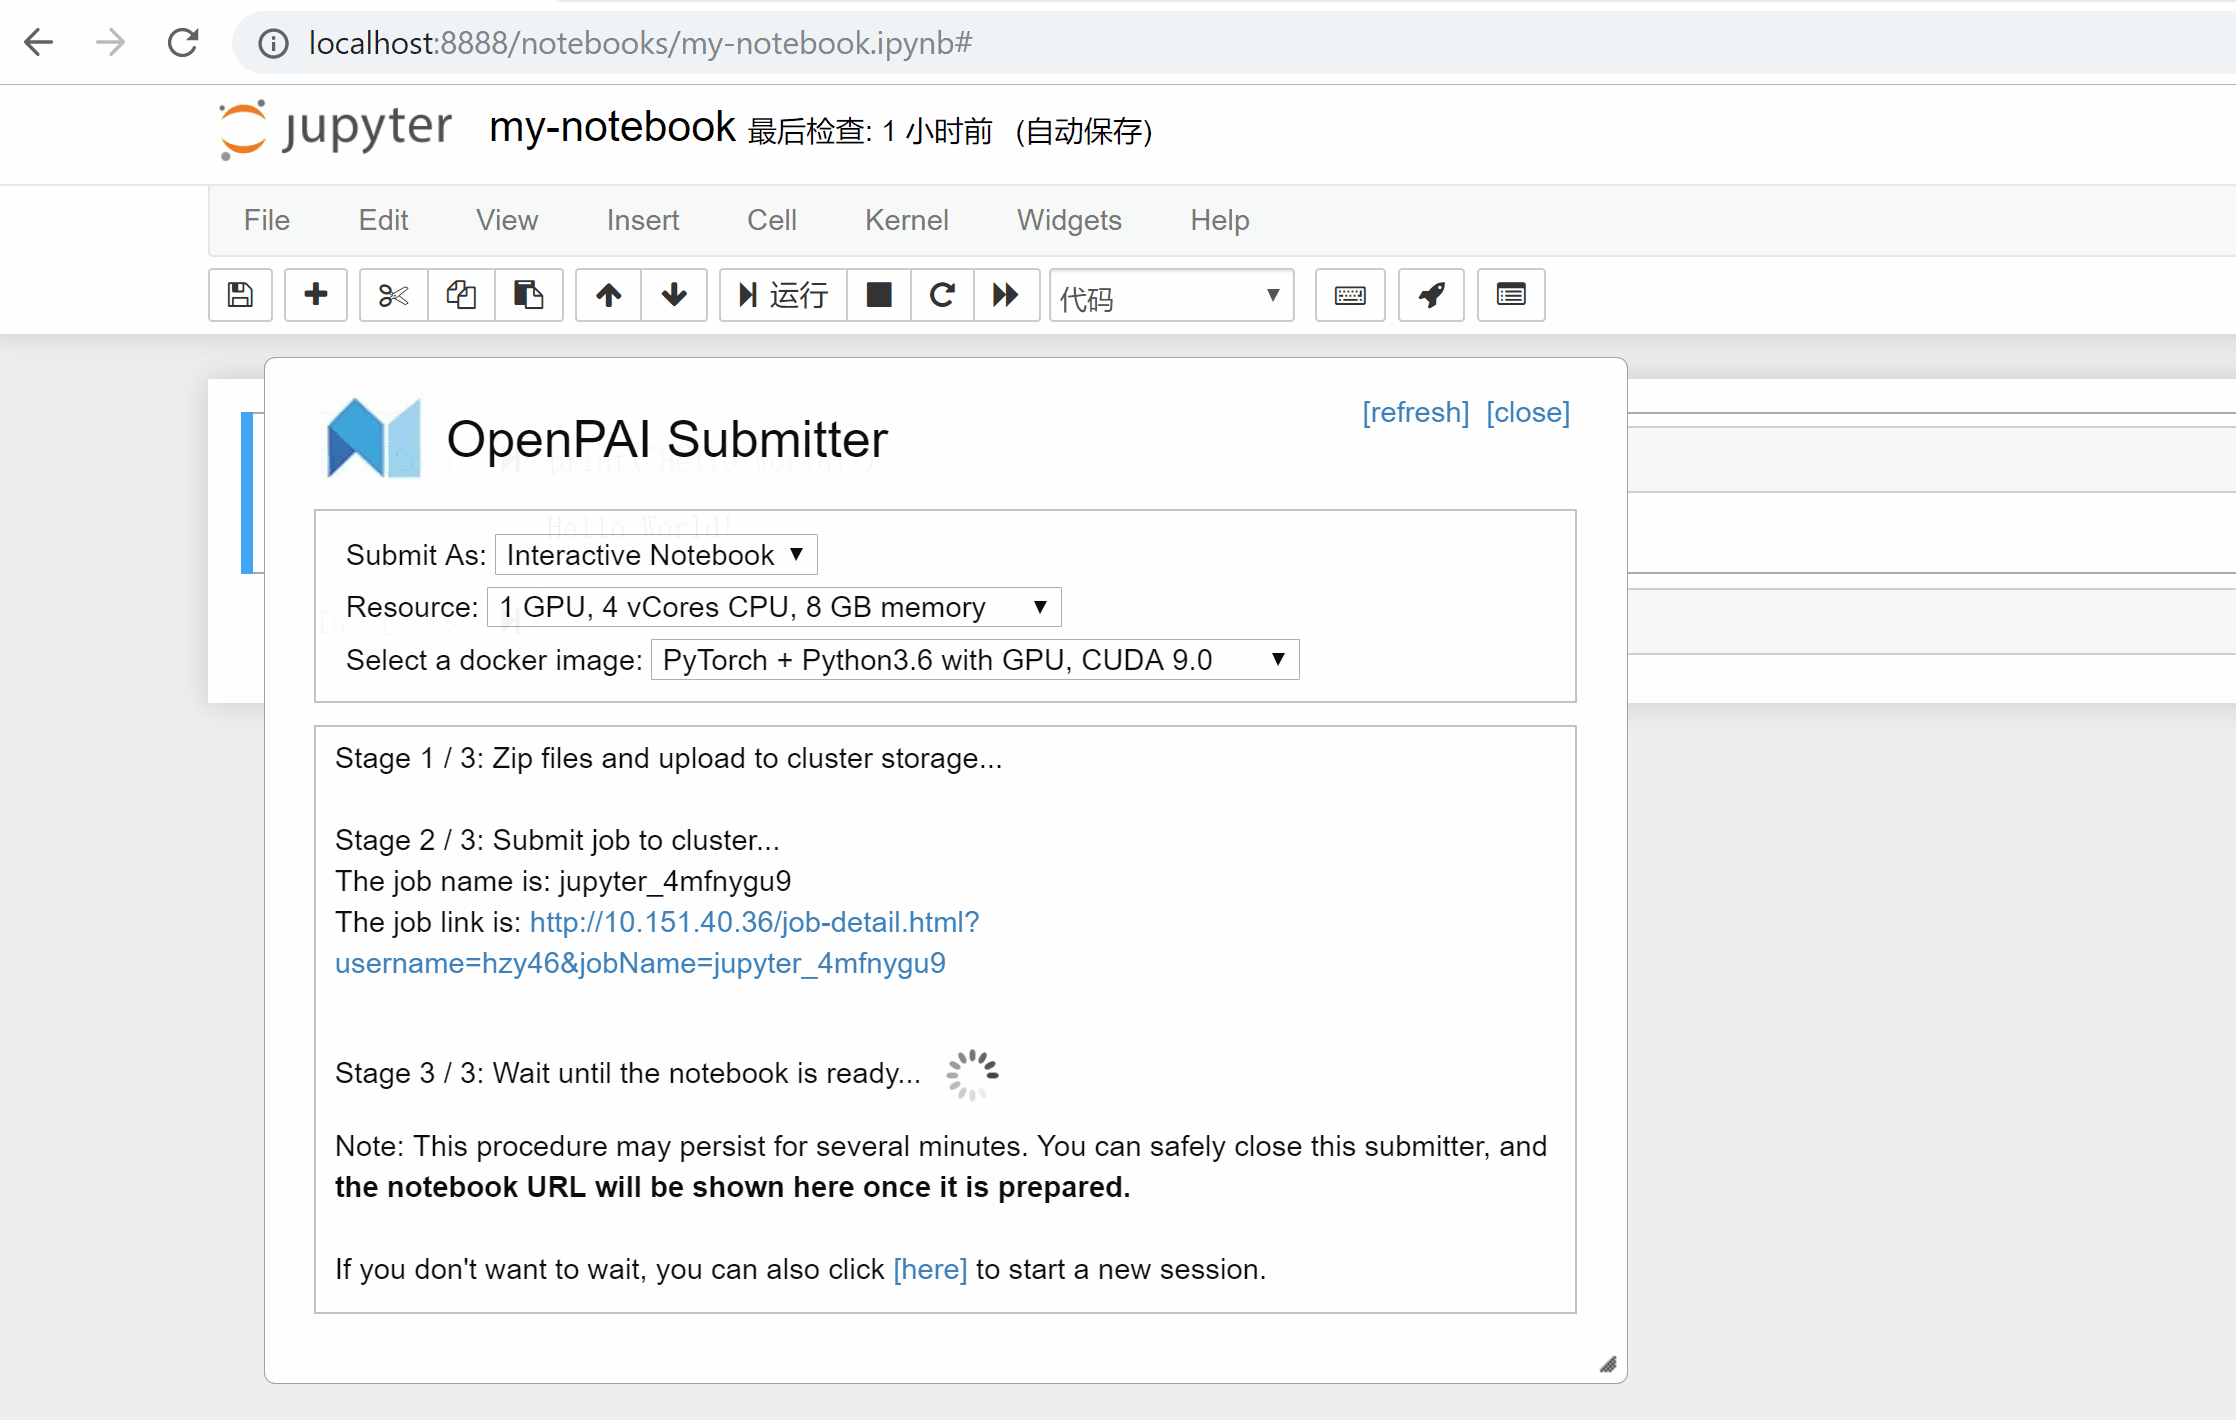 localhost:8888/notebooks/my-notebook.ipynb#
jupyter my-notebook 最后检查: 1 小时前 (自动保存)
File Edit View Insert Cell Kernel Widgets Help
运行 代码
[refresh] [close]
OpenPAI Submitter
Hello World!
Submit As: Interactive Notebook
Resource: 1 GPU, 4 vCores CPU, 8 GB memory
Select a docker image: PyTorch + Python3.6 with GPU, CUDA 9.0
Stage 1 / 3: Zip files and upload to cluster storage...
Stage 2 / 3: Submit job to cluster...
The job name is: jupyter_4mfnygu9
The job link is: http://10.151.40.36/job-detail.html?
username=hzy46&jobName=jupyter_4mfnygu9
Stage 3 / 3: Wait until the notebook is ready...
Note: This procedure may persist for several minutes. You can safely close this submitter, and
the notebook URL will be shown here once it is prepared.
If you don't want to wait, you can also click [here] to start a new session.